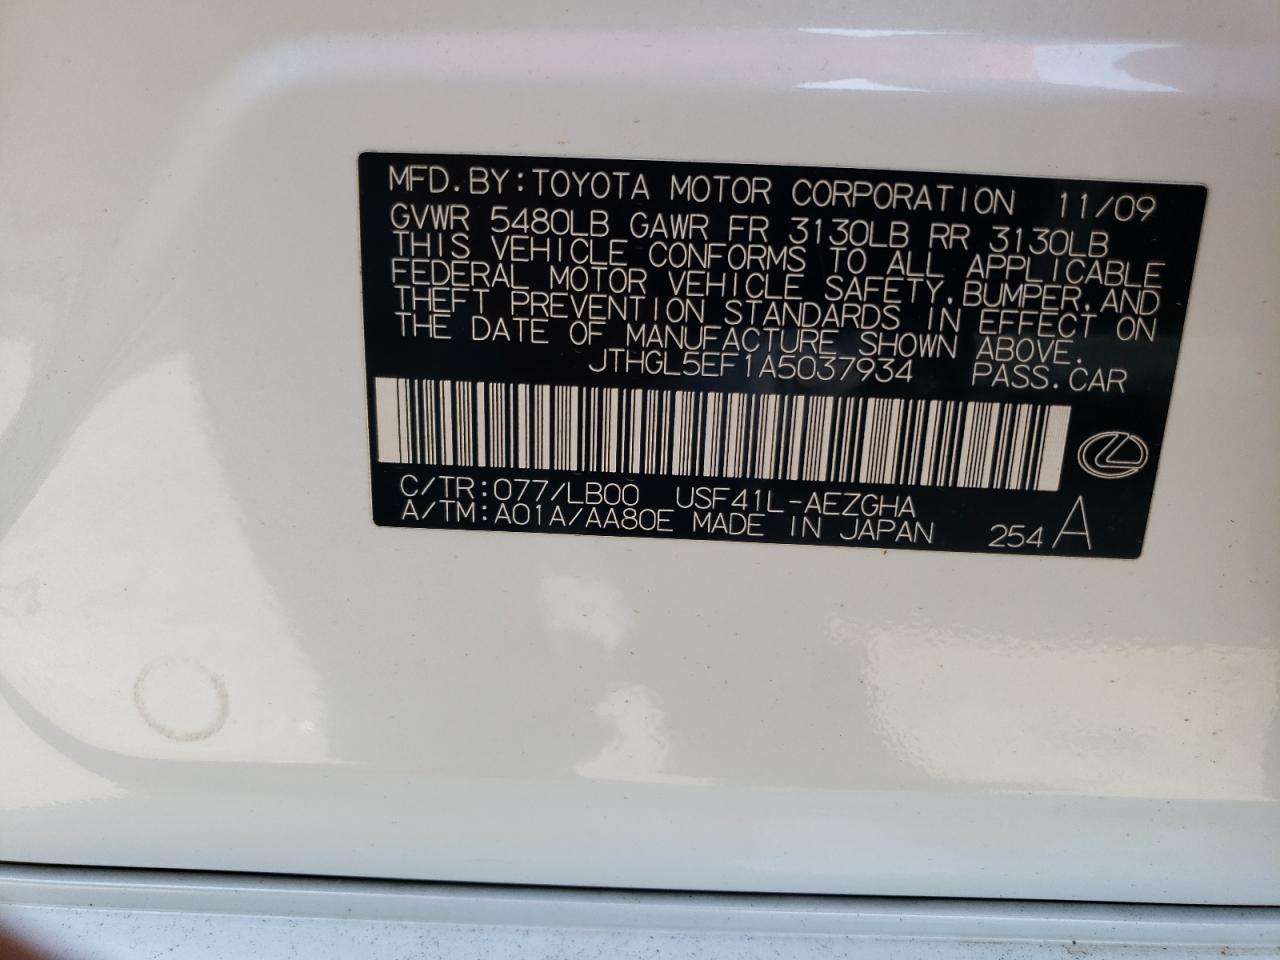 MFD.BY:TOYOTA MOTOR CORPORATION 11/09
GVWR 5480LB GAWR FR 3130LB RR 3130LB
THIS VEHICLE CONFORMS TO ALL APPLICABLE
FEDERAL MOTOR VEHICLE SAFETY,BUMPER,AND
THEFT PREVENTION STANDARDS IN EFFECT ON
THE DATE OF MANUFACTURE SHOWN ABOVE.
JTHGL5EF1A5037934 PASS.CAR
C/TR:077/LB00 USF41L-AEZGHA
A/TM:A01A/AA80E MADE IN JAPAN 254 A